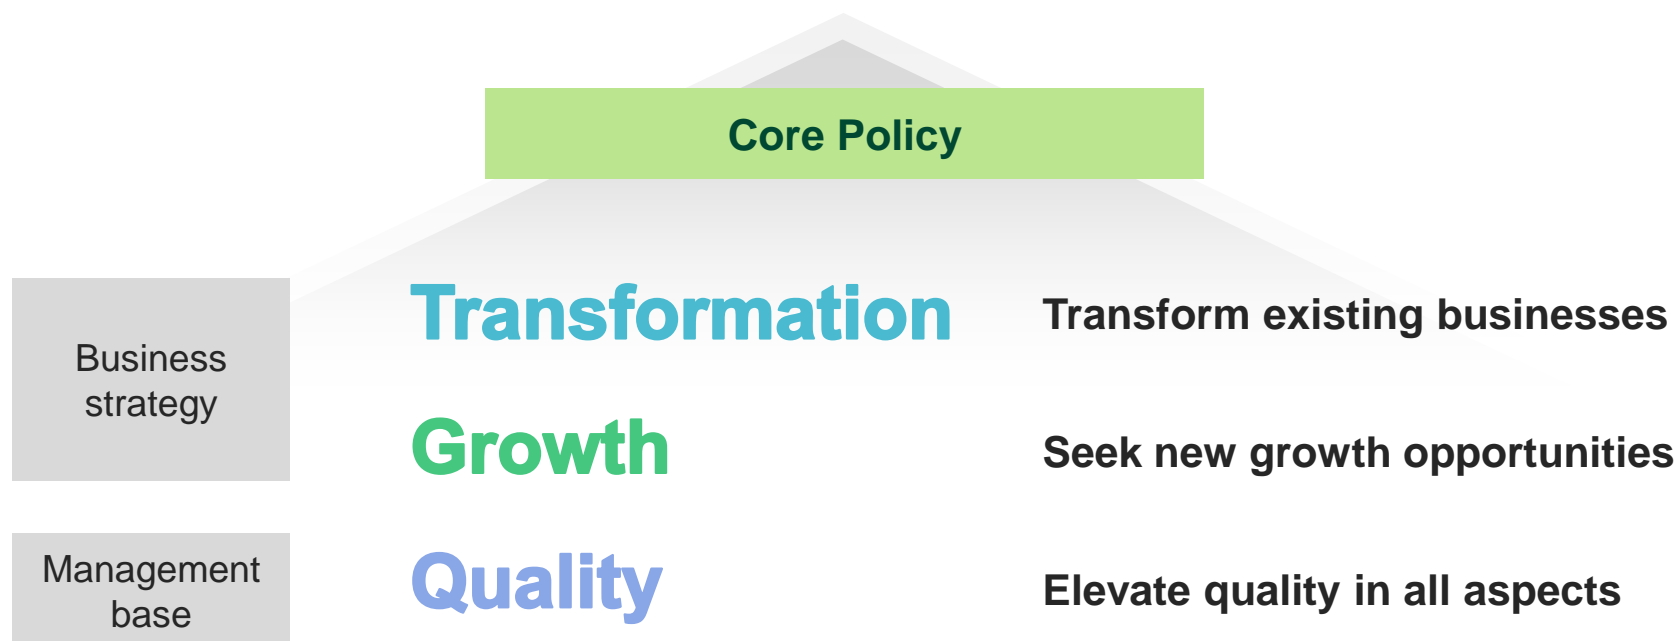 Core Policy
Business
strategy
Transformation
Transform existing businesses
Growth
Seek new growth opportunities
Management
base
Quality
Elevate quality in all aspects